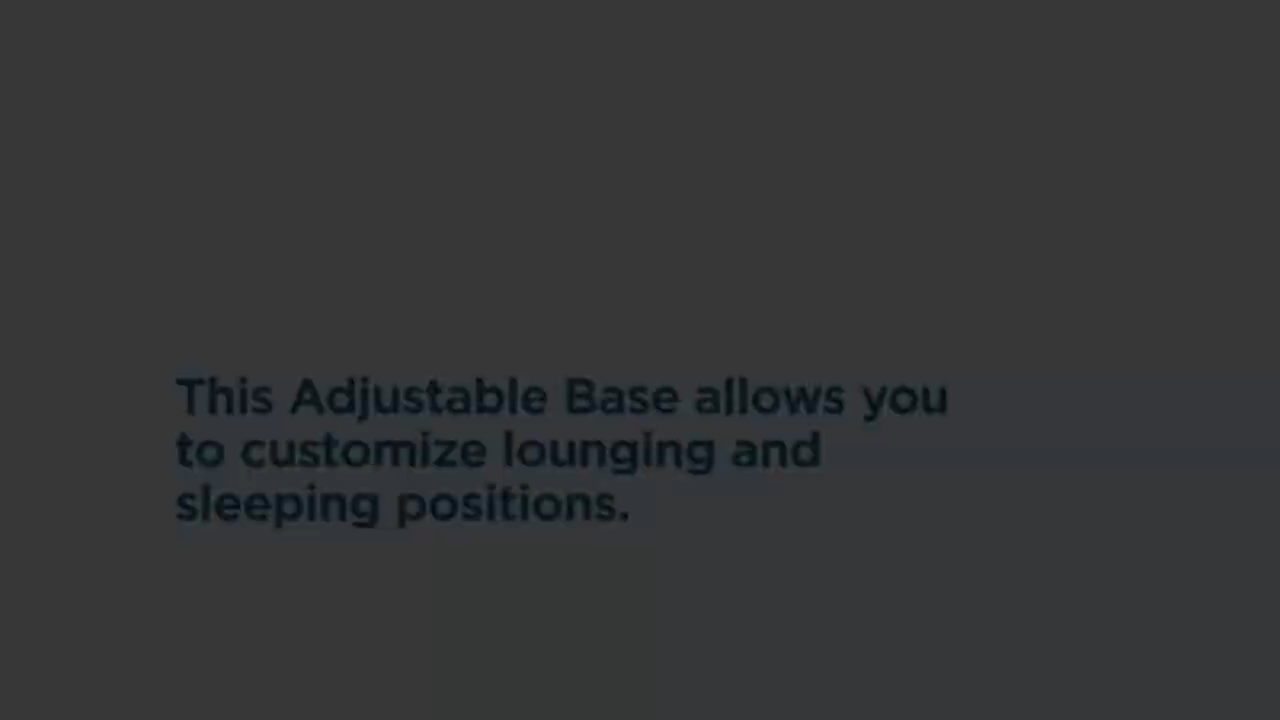 This Adjustable Base allows you
to customize lounging and
sleeping positions.